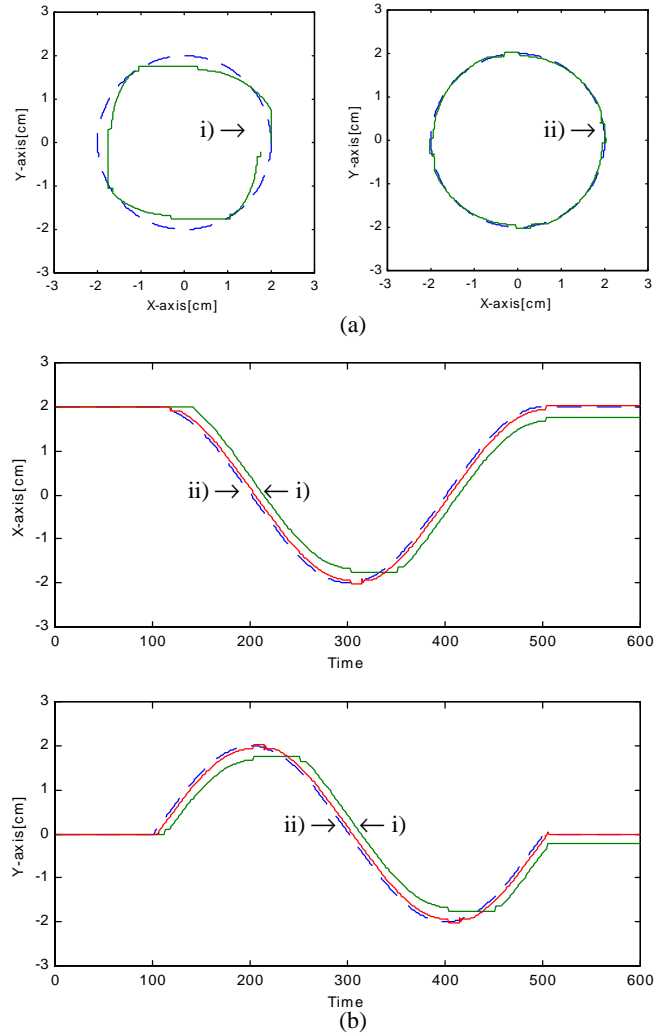 3
2
1
0
-1
-2
-3
Y-axis[cm]
i) →
-3 -2 -1 0 1 2 3
X-axis[cm]
3
2
1
0
-1
-2
-3
Y-axis[cm]
ii) →
-3 -2 -1 0 1 2 3
X-axis[cm]
(a)
3
2
1
0
-1
-2
-3
X-axis[cm]
ii) → ← i)
0 100 200 300 400 500 600
Time
3
2
1
0
-1
-2
-3
Y-axis[cm]
ii) → ← i)
0 100 200 300 400 500 600
Time
(b)